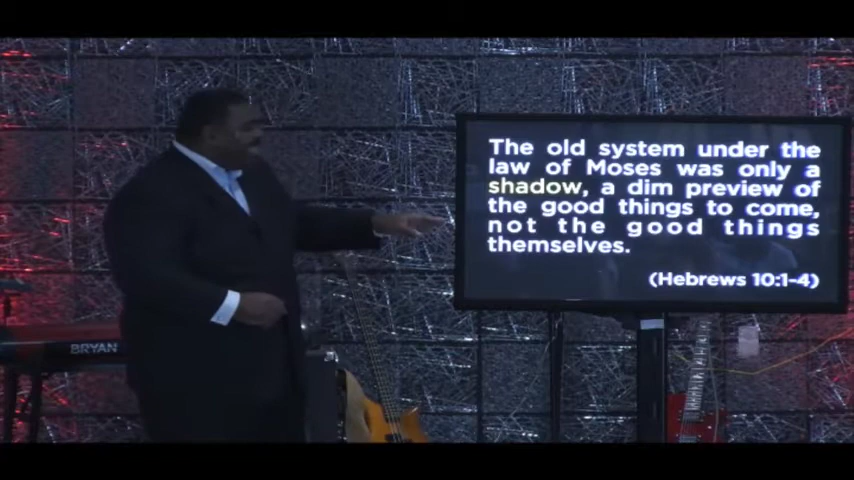 The old system under the
law of Moses was only a
shadow, a dim preview of
the good things to come,
not the good things
themselves.
(Hebrews 10:1-4)
BRYAN